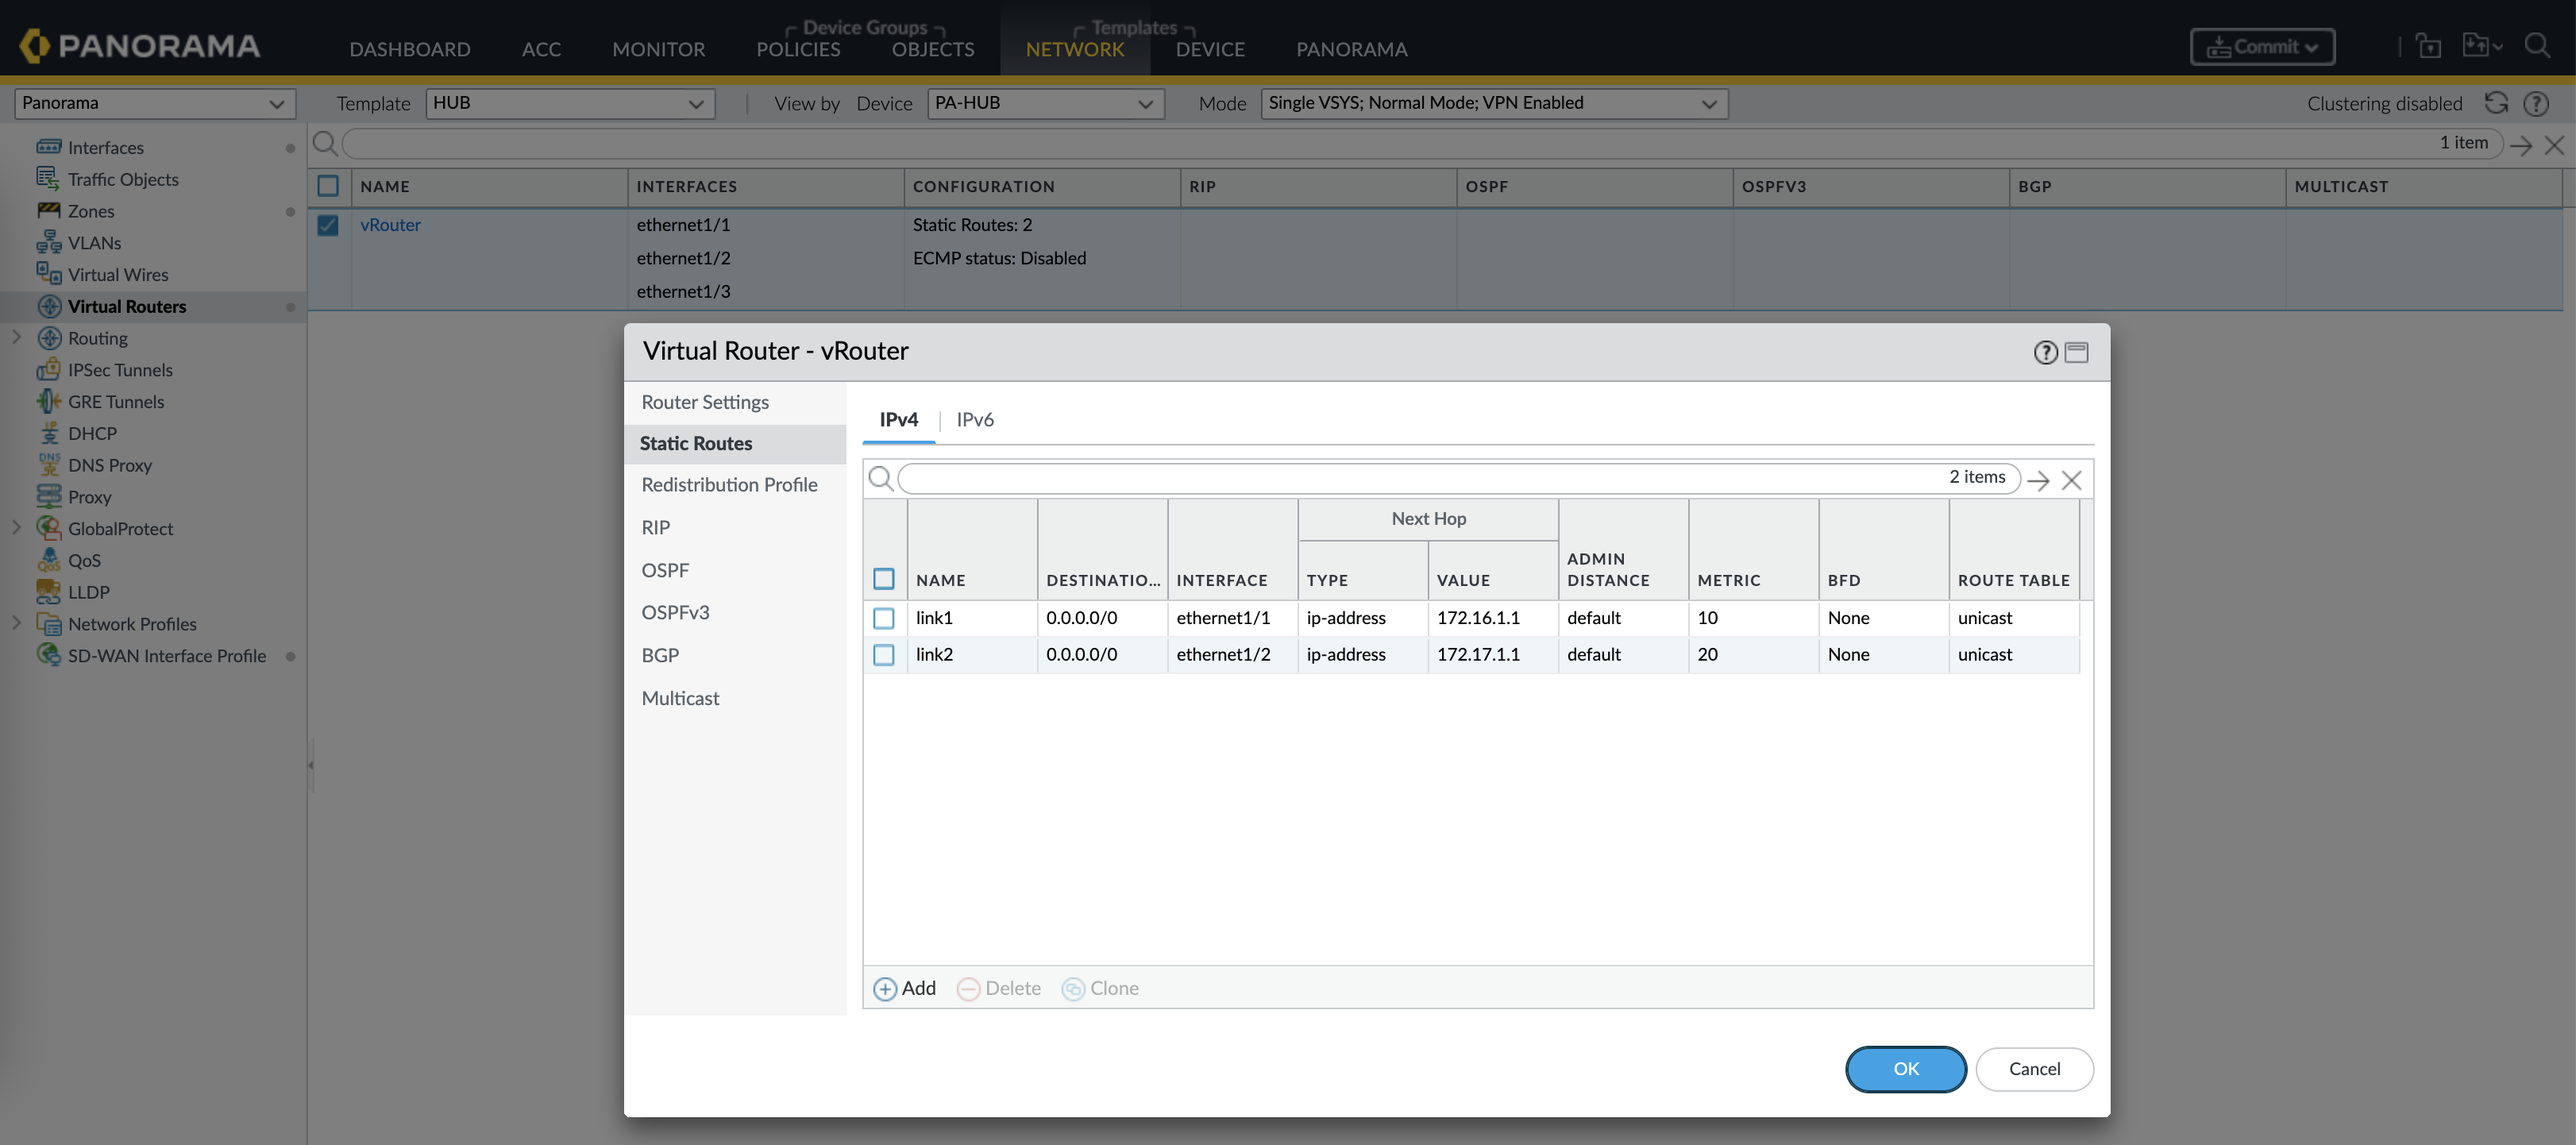 PANORAMA
Device Groups
Templates
DASHBOARD ACC MONITOR POLICIES OBJECTS NETWORK DEVICE PANORAMA
Commit
Panorama Template HUB View by Device PA-HUB Mode Single VSYS; Normal Mode; VPN Enabled Clustering disabled
Interfaces
Traffic Objects
Zones
VLANs
Virtual Wires
Virtual Routers
Routing
IPSec Tunnels
GRE Tunnels
DHCP
DNS Proxy
Proxy
GlobalProtect
QoS
LLDP
Network Profiles
SD-WAN Interface Profile
1 item
NAME INTERFACES CONFIGURATION RIP OSPF OSPFV3 BGP MULTICAST
vRouter ethernet1/1 Static Routes: 2
ethernet1/2 ECMP status: Disabled
ethernet1/3
Virtual Router - vRouter
Router Settings
Static Routes
Redistribution Profile
RIP
OSPF
OSPFv3
BGP
Multicast
IPv4 IPv6
2 items
Next Hop
ADMIN
NAME DESTINATIO... INTERFACE TYPE VALUE DISTANCE METRIC BFD ROUTE TABLE
link1 0.0.0.0/0 ethernet1/1 ip-address 172.16.1.1 default 10 None unicast
link2 0.0.0.0/0 ethernet1/2 ip-address 172.17.1.1 default 20 None unicast
Add Delete Clone
OK Cancel